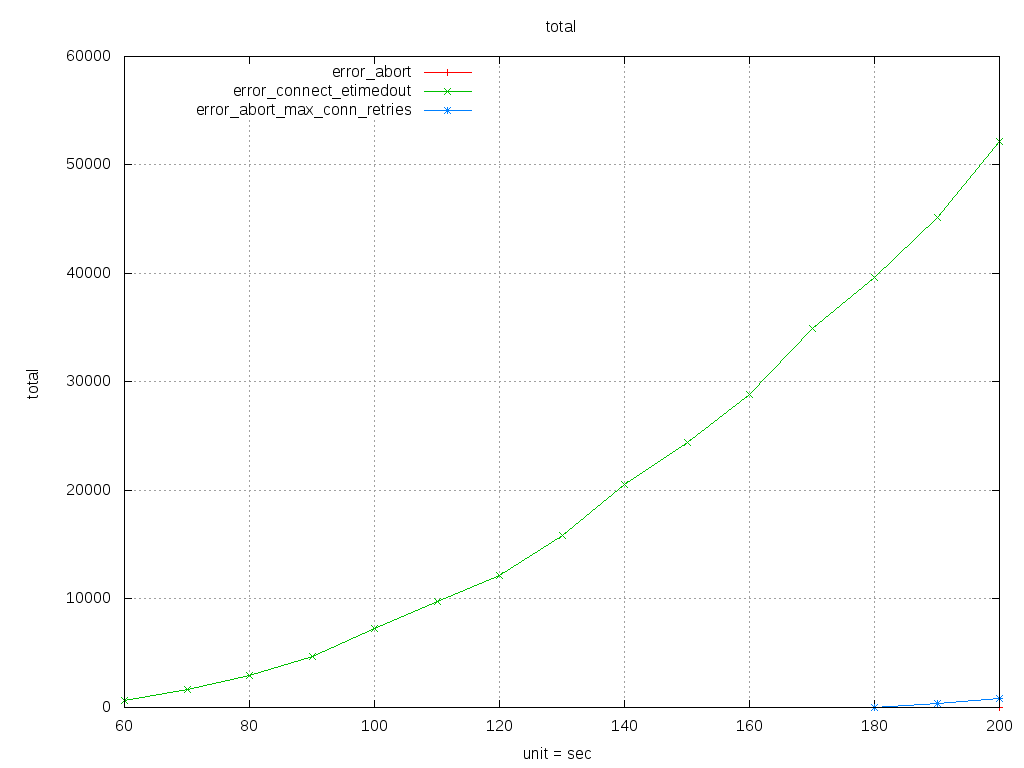 total
60000
50000
40000
30000
20000
10000
0
total
error_abort
error_connect_etimedout
error_abort_max_conn_retries
60 80 100 120 140 160 180 200
unit = sec